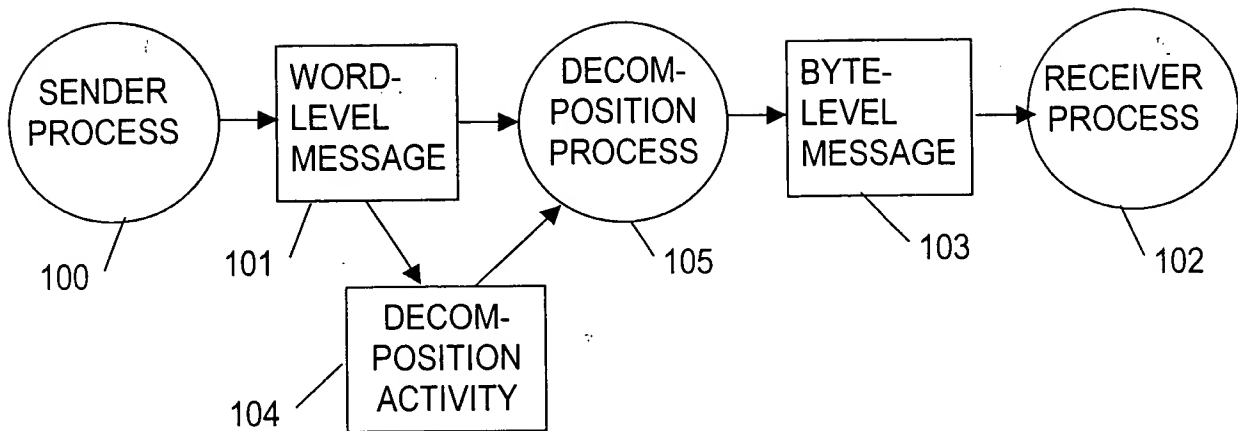 SENDER
PROCESS
WORD-
LEVEL
MESSAGE
DECOM-
POSITION
PROCESS
BYTE-
LEVEL
MESSAGE
RECEIVER
PROCESS
100
101
105
103
102
DECOM-
POSITION
ACTIVITY
104